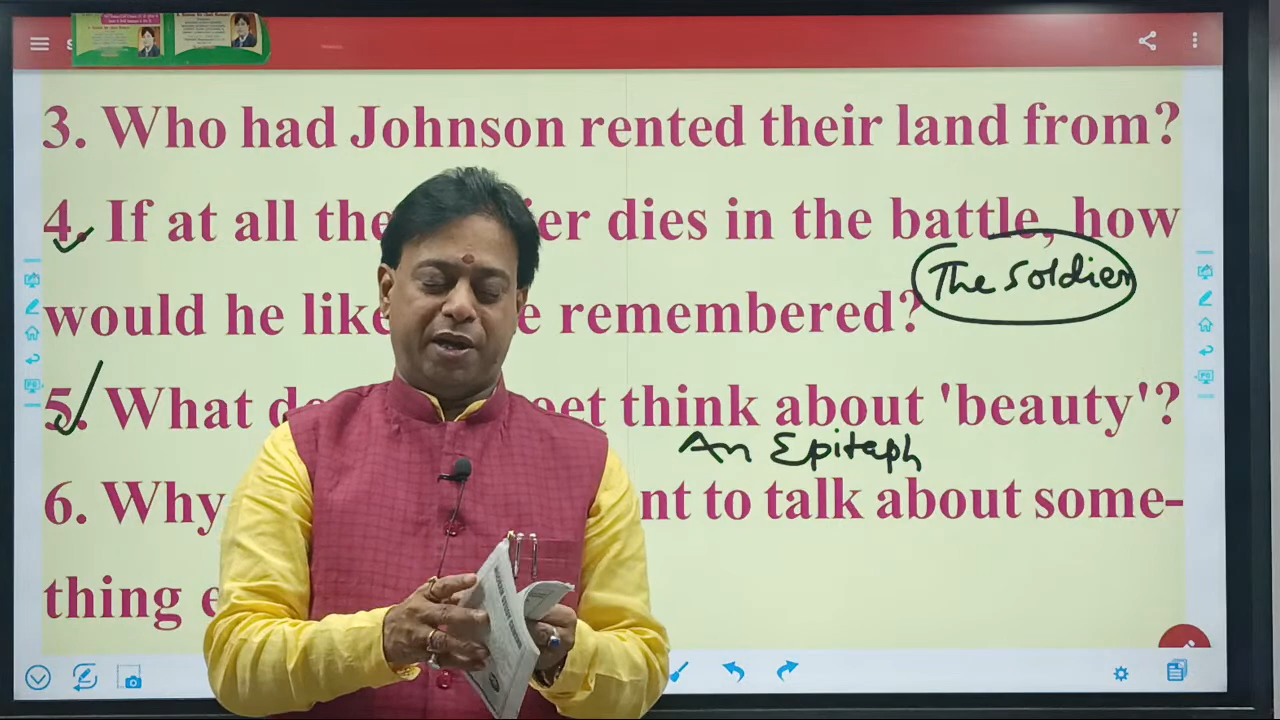 3. Who had Johnson rented their land from?
4. If at all the ier dies in the battle, how
would he like e remembered?
The Soldier
5. What do oet think about 'beauty'?
An Epitaph
6. Why nt to talk about some-
thing e